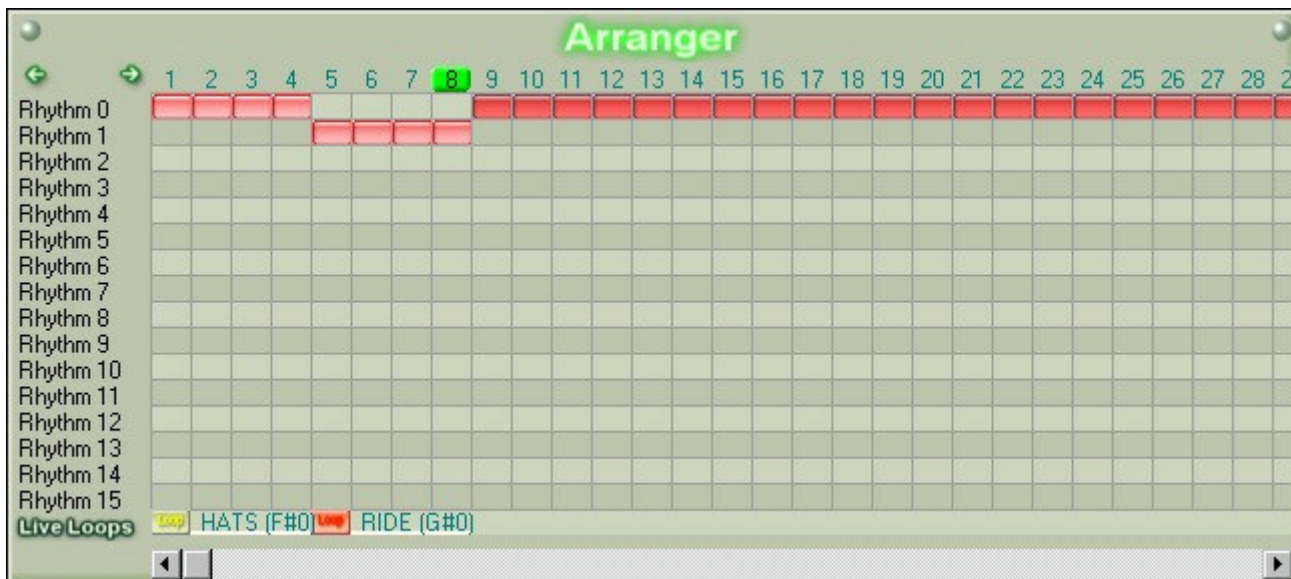 Arranger
1 2 3 4 5 6 7 8 9 10 11 12 13 14 15 16 17 18 19 20 21 22 23 24 25 26 27 28 2
Rhythm 0
Rhythm 1
Rhythm 2
Rhythm 3
Rhythm 4
Rhythm 5
Rhythm 6
Rhythm 7
Rhythm 8
Rhythm 9
Rhythm 10
Rhythm 11
Rhythm 12
Rhythm 13
Rhythm 14
Rhythm 15
Live Loops Loop HATS (F#0) Loop RIDE (G#0)